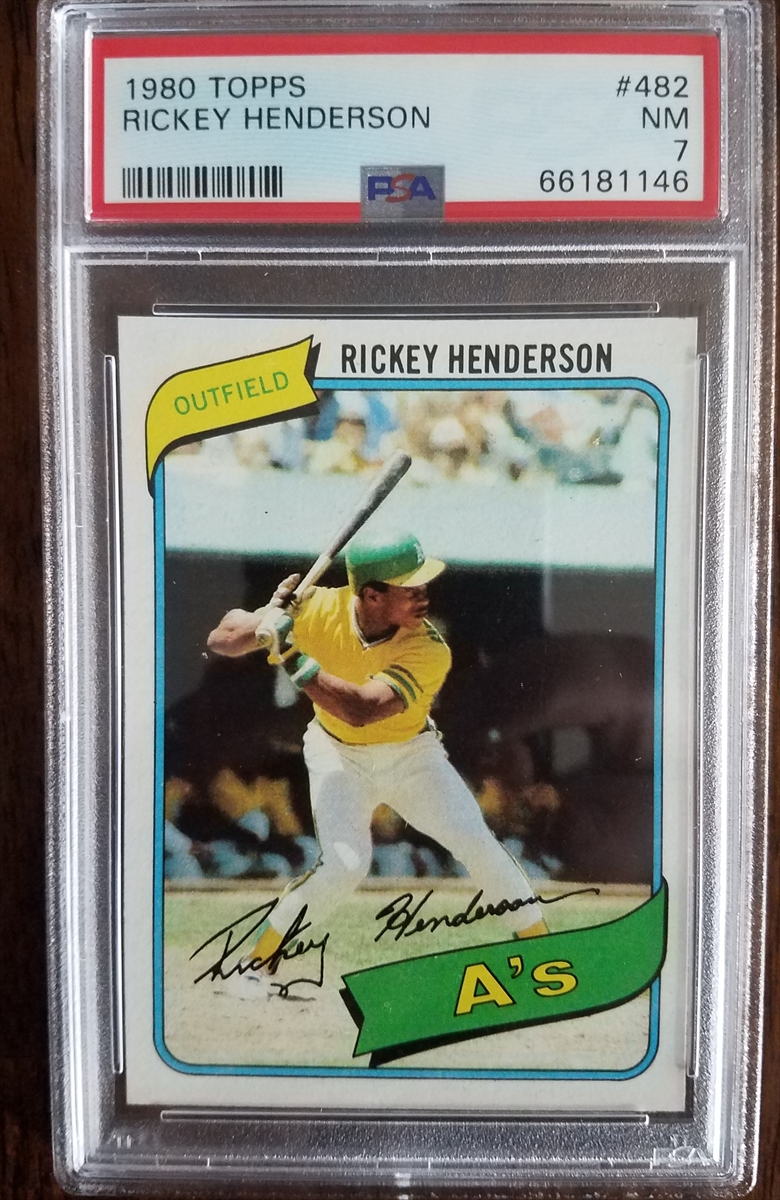 1980 TOPPS #482
RICKEY HENDERSON NM
7
PSA 66181146
OUTFIELD
RICKEY HENDERSON
Rickey Henderson
A's